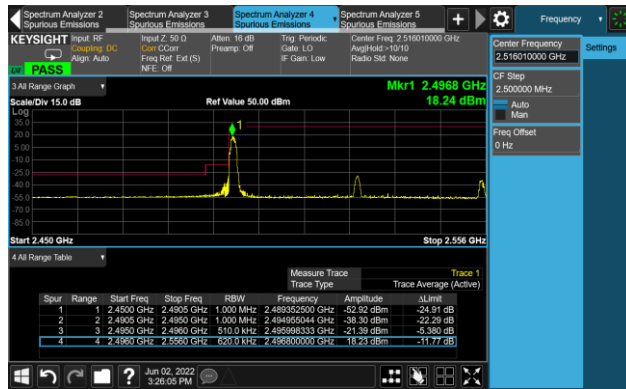 Spectrum Analyzer 2 Spectrum Analyzer 3 Spectrum Analyzer 4 Spectrum Analyzer 5
Spurious Emissions Spurious Emissions Spurious Emissions Spurious Emissions
Frequency
KEYSIGHT Input: RF Input Z: 50 Ω Atten: 16 dB Trig: Periodic Center Freq: 2.516010000 GHz
Coupling: DC Corr CCorr Preamp: Off Gate: LO Avg|Hold:>10/10
Align: Auto Freq Ref: Ext (S) IF Gain: Low Radio Std: None
NFE: Off
PASS
Center Frequency
2.516010000 GHz
Settings
CF Step
2.500000 MHz
Auto
Man
Freq Offset
0 Hz
3 All Range Graph
Mkr1 2.4968 GHz
Scale/Div 15.0 dB Ref Value 50.00 dBm 18.24 dBm
Log
35.0
20.0
5.00
-10.0
-25.0
-40.0
-55.0
-70.0
-85.0
1
Start 2.450 GHz Stop 2.556 GHz
4 All Range Table
Measure Trace Trace 1
Trace Type Trace Average (Active)
Spur Range Start Freq Stop Freq RBW Frequency Amplitude ΔLimit
1 1 2.4500 GHz 2.4905 GHz 1.000 MHz 2.489352500 GHz -52.92 dBm -24.91 dB
2 2 2.4905 GHz 2.4950 GHz 1.000 MHz 2.494955044 GHz -38.30 dBm -22.29 dB
3 3 2.4950 GHz 2.4960 GHz 510.0 kHz 2.495998333 GHz -21.39 dBm -5.380 dB
4 4 2.4960 GHz 2.5560 GHz 620.0 kHz 2.496800000 GHz 18.23 dBm -11.77 dB
Jun 02, 2022
3:26:05 PM